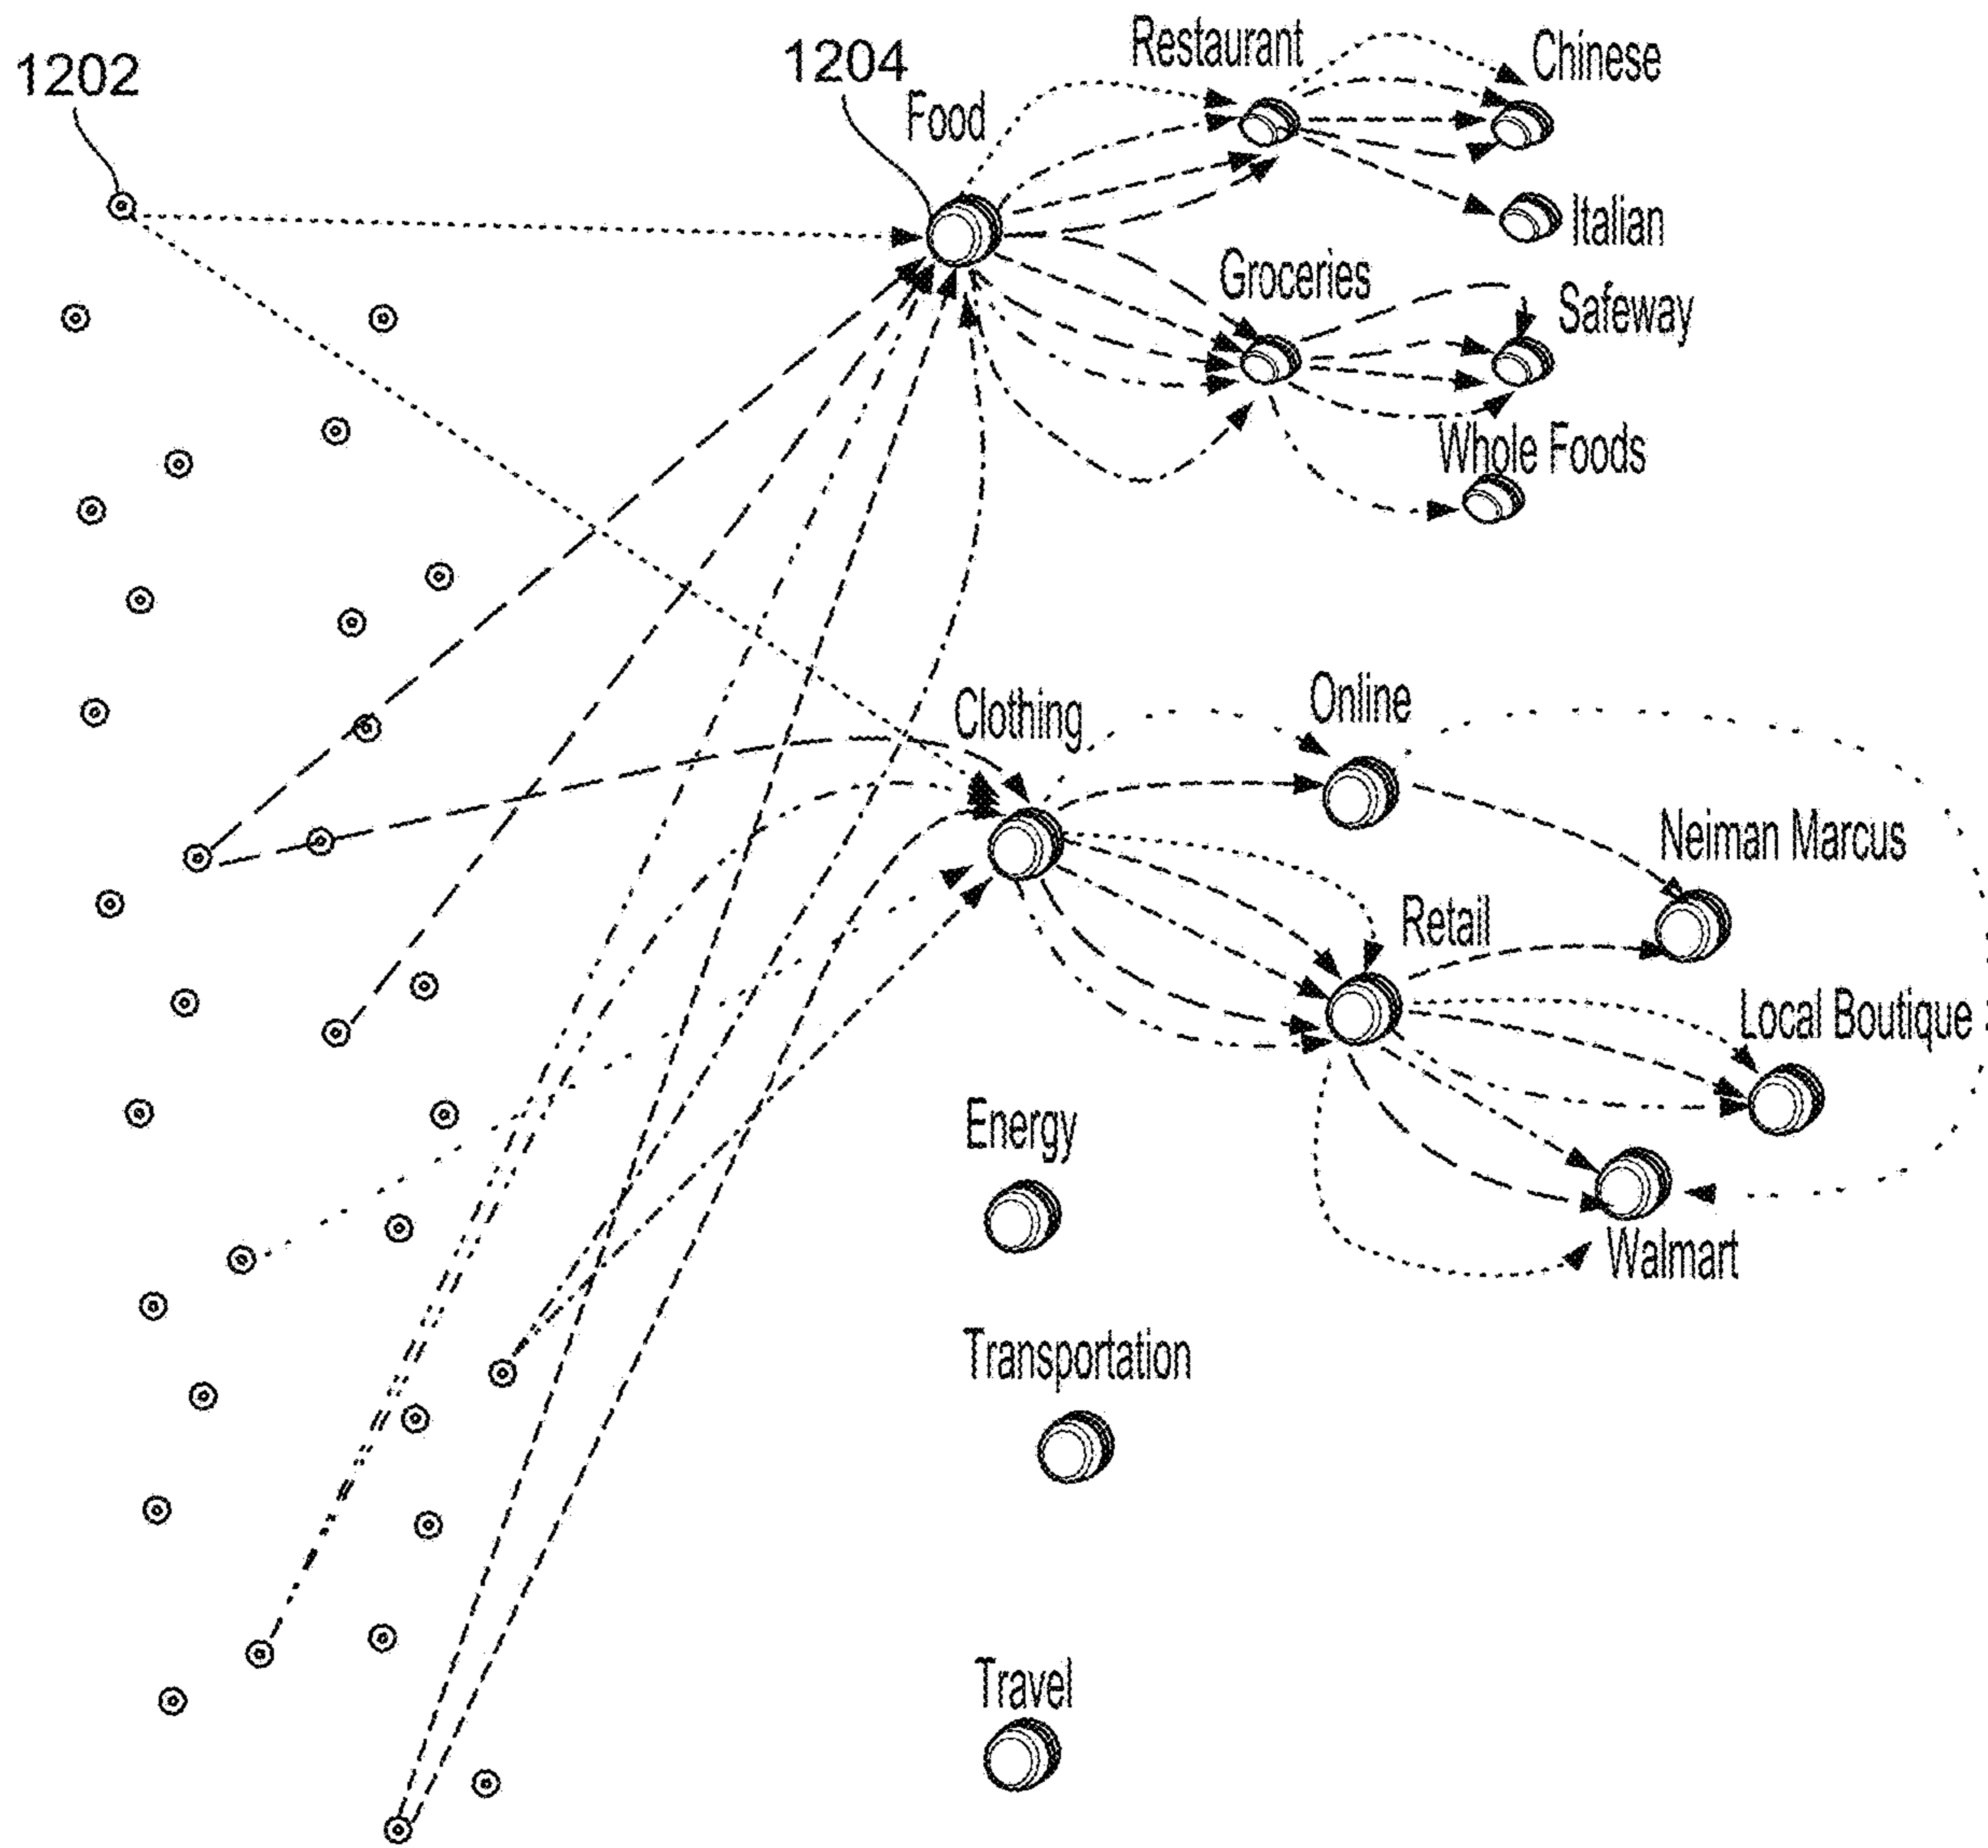 1202
1204
Restaurant
Chinese
Food
Italian
Groceries
Safeway
Whole Foods
Clothing
Online
Neiman Marcus
Retail
Local Boutique
Energy
Walmart
Transportation
Travel